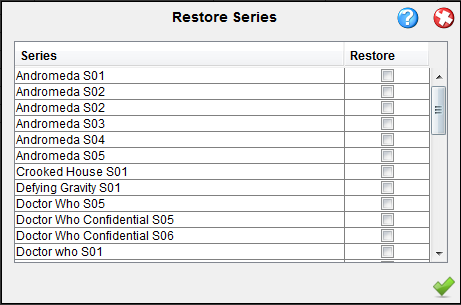 Restore Series
Series Restore
Andromeda S01
Andromeda S02
Andromeda S02
Andromeda S03
Andromeda S04
Andromeda S05
Crooked House S01
Defying Gravity S01
Doctor Who S05
Doctor Who Confidential S05
Doctor Who Confidential S06
Doctor who S01